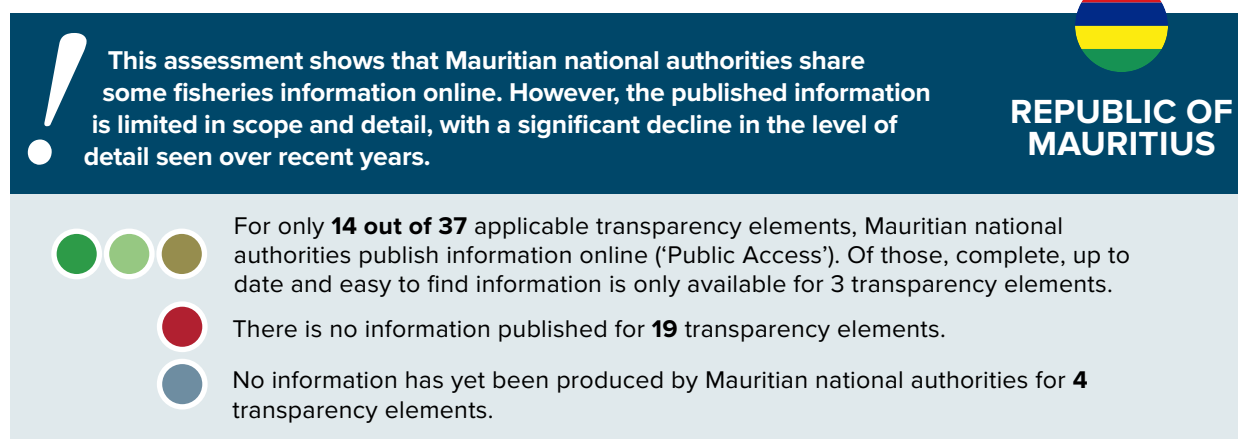 This assessment shows that Mauritian national authorities share
some fisheries information online. However, the published information
is limited in scope and detail, with a significant decline in the level of
detail seen over recent years.
REPUBLIC OF
MAURITIUS
For only 14 out of 37 applicable transparency elements, Mauritian national
authorities publish information online (‘Public Access’). Of those, complete, up to
date and easy to find information is only available for 3 transparency elements.
There is no information published for 19 transparency elements.
No information has yet been produced by Mauritian national authorities for 4
transparency elements.